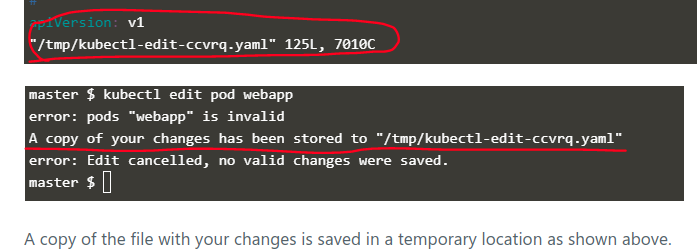 #
apiVersion: v1
"/tmp/kubectl-edit-ccvrq.yaml" 125L, 7010C
master $ kubectl edit pod webapp
error: pods "webapp" is invalid
A copy of your changes has been stored to "/tmp/kubectl-edit-ccvrq.yaml"
error: Edit cancelled, no valid changes were saved.
master $
A copy of the file with your changes is saved in a temporary location as shown above.